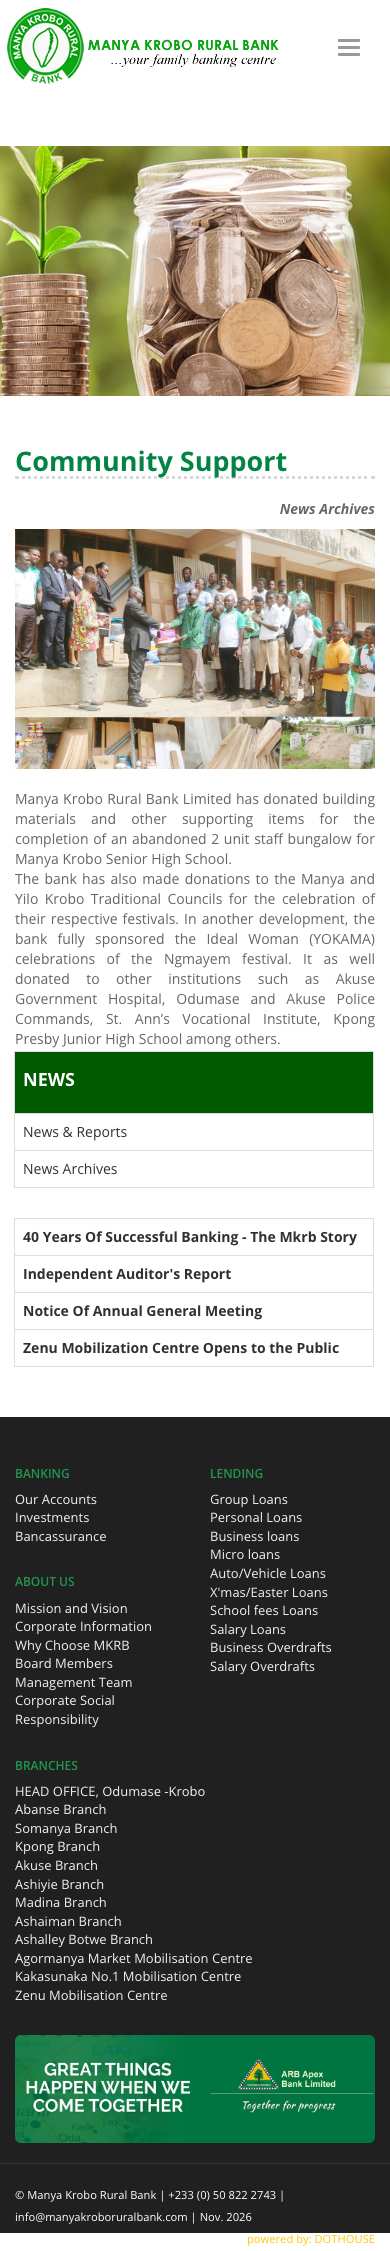 MANYA KROBO RURAL
BANK
MANYA KROBO RURAL BANK
...your family banking centre
Community Support
News Archives
Manya Krobo Rural Bank Limited has donated building
materials and other supporting items for the
completion of an abandoned 2 unit staff bungalow for
Manya Krobo Senior High School.
The bank has also made donations to the Manya and
Yilo Krobo Traditional Councils for the celebration of
their respective festivals. In another development, the
bank fully sponsored the Ideal Woman (YOKAMA)
celebrations of the Ngmayem festival. It as well
donated to other institutions such as Akuse
Government Hospital, Odumase and Akuse Police
Commands, St. Ann’s Vocational Institute, Kpong
Presby Junior High School among others.
NEWS
News & Reports
News Archives
40 Years Of Successful Banking - The Mkrb Story
Independent Auditor's Report
Notice Of Annual General Meeting
Zenu Mobilization Centre Opens to the Public
BANKING
Our Accounts
Investments
Bancassurance
ABOUT US
Mission and Vision
Corporate Information
Why Choose MKRB
Board Members
Management Team
Corporate Social
Responsibility
LENDING
Group Loans
Personal Loans
Business loans
Micro loans
Auto/Vehicle Loans
X'mas/Easter Loans
School fees Loans
Salary Loans
Business Overdrafts
Salary Overdrafts
BRANCHES
HEAD OFFICE, Odumase -Krobo
Abanse Branch
Somanya Branch
Kpong Branch
Akuse Branch
Ashiyie Branch
Madina Branch
Ashaiman Branch
Ashalley Botwe Branch
Agormanya Market Mobilisation Centre
Kakasunaka No.1 Mobilisation Centre
Zenu Mobilisation Centre
GREAT THINGS
HAPPEN WHEN WE
COME TOGETHER
ARB Apex
Bank Limited
Together for progress
© Manya Krobo Rural Bank | +233 (0) 50 822 2743 |
info@manyakroboruralbank.com | Nov. 2026
powered by: DOTHOUSE